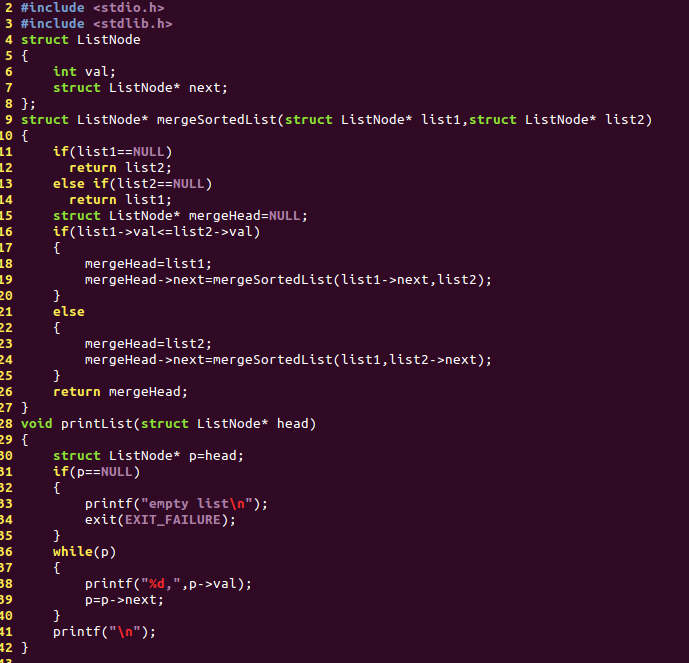 2 #include <stdio.h>
3 #include <stdlib.h>
4 struct ListNode
5 {
6     int val;
7     struct ListNode* next;
8 };
9 struct ListNode* mergeSortedList(struct ListNode* list1,struct ListNode* list2)
10 {
11     if(list1==NULL)
12       return list2;
13     else if(list2==NULL)
14       return list1;
15     struct ListNode* mergeHead=NULL;
16     if(list1->val<=list2->val)
17     {
18         mergeHead=list1;
19         mergeHead->next=mergeSortedList(list1->next,list2);
20     }
21     else
22     {
23         mergeHead=list2;
24         mergeHead->next=mergeSortedList(list1,list2->next);
25     }
26     return mergeHead;
27 }
28 void printList(struct ListNode* head)
29 {
30     struct ListNode* p=head;
31     if(p==NULL)
32     {
33         printf("empty list\n");
34         exit(EXIT_FAILURE);
35     }
36     while(p)
37     {
38         printf("%d,",p->val);
39         p=p->next;
40     }
41     printf("\n");
42 }